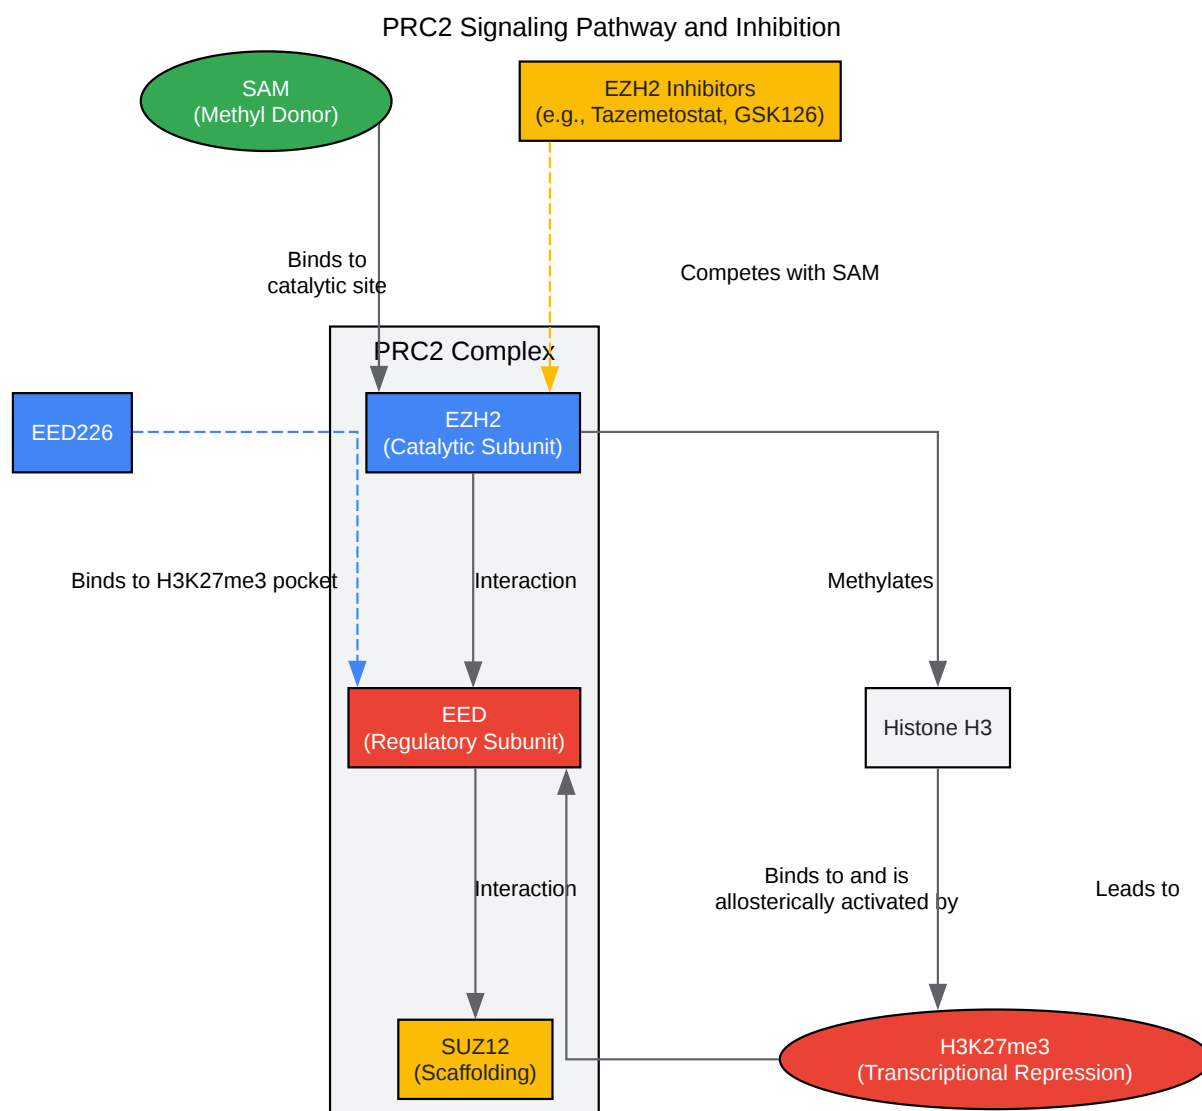 PRC2 Signaling Pathway and Inhibition
SAM
(Methyl Donor)
EZH2 Inhibitors
(e.g., Tazemetostat, GSK126)
Binds to
catalytic site
Competes with SAM
PRC2 Complex
EED226
EZH2
(Catalytic Subunit)
Binds to H3K27me3 pocket
Interaction
Methylates
EED
(Regulatory Subunit)
Histone H3
Interaction
Binds to and is
allosterically activated by
Leads to
SUZ12
(Scaffolding)
H3K27me3
(Transcriptional Repression)